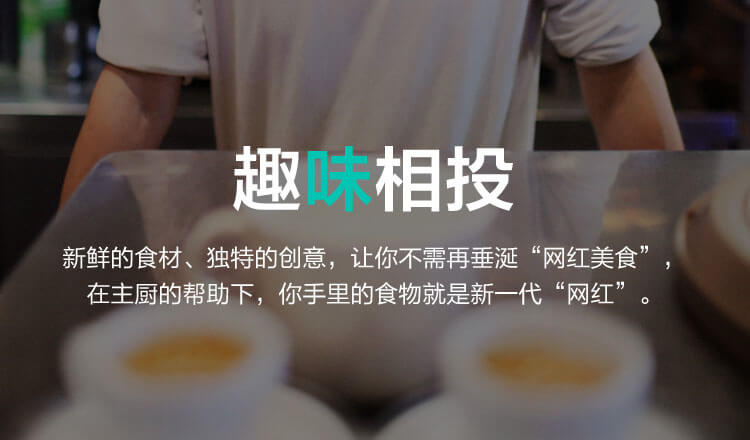 趣味相投
新鲜的食材、独特的创意，让你不需再垂涎“网红美食”，
在主厨的帮助下，你手里的食物就是新一代“网红”。